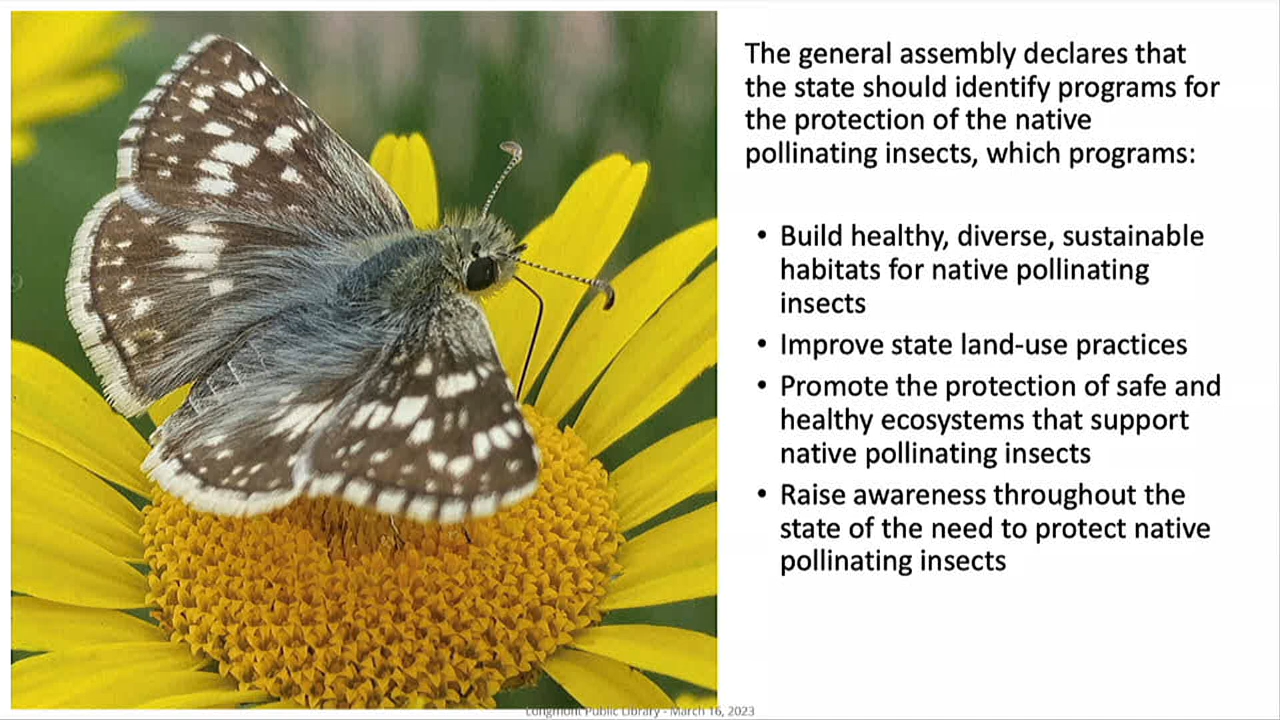 The general assembly declares that
the state should identify programs for
the protection of the native
pollinating insects, which programs:
• Build healthy, diverse, sustainable
habitats for native pollinating
insects
• Improve state land-use practices
• Promote the protection of safe and
healthy ecosystems that support
native pollinating insects
• Raise awareness throughout the
state of the need to protect native
pollinating insects
Longmont Public Library - March 16, 2023